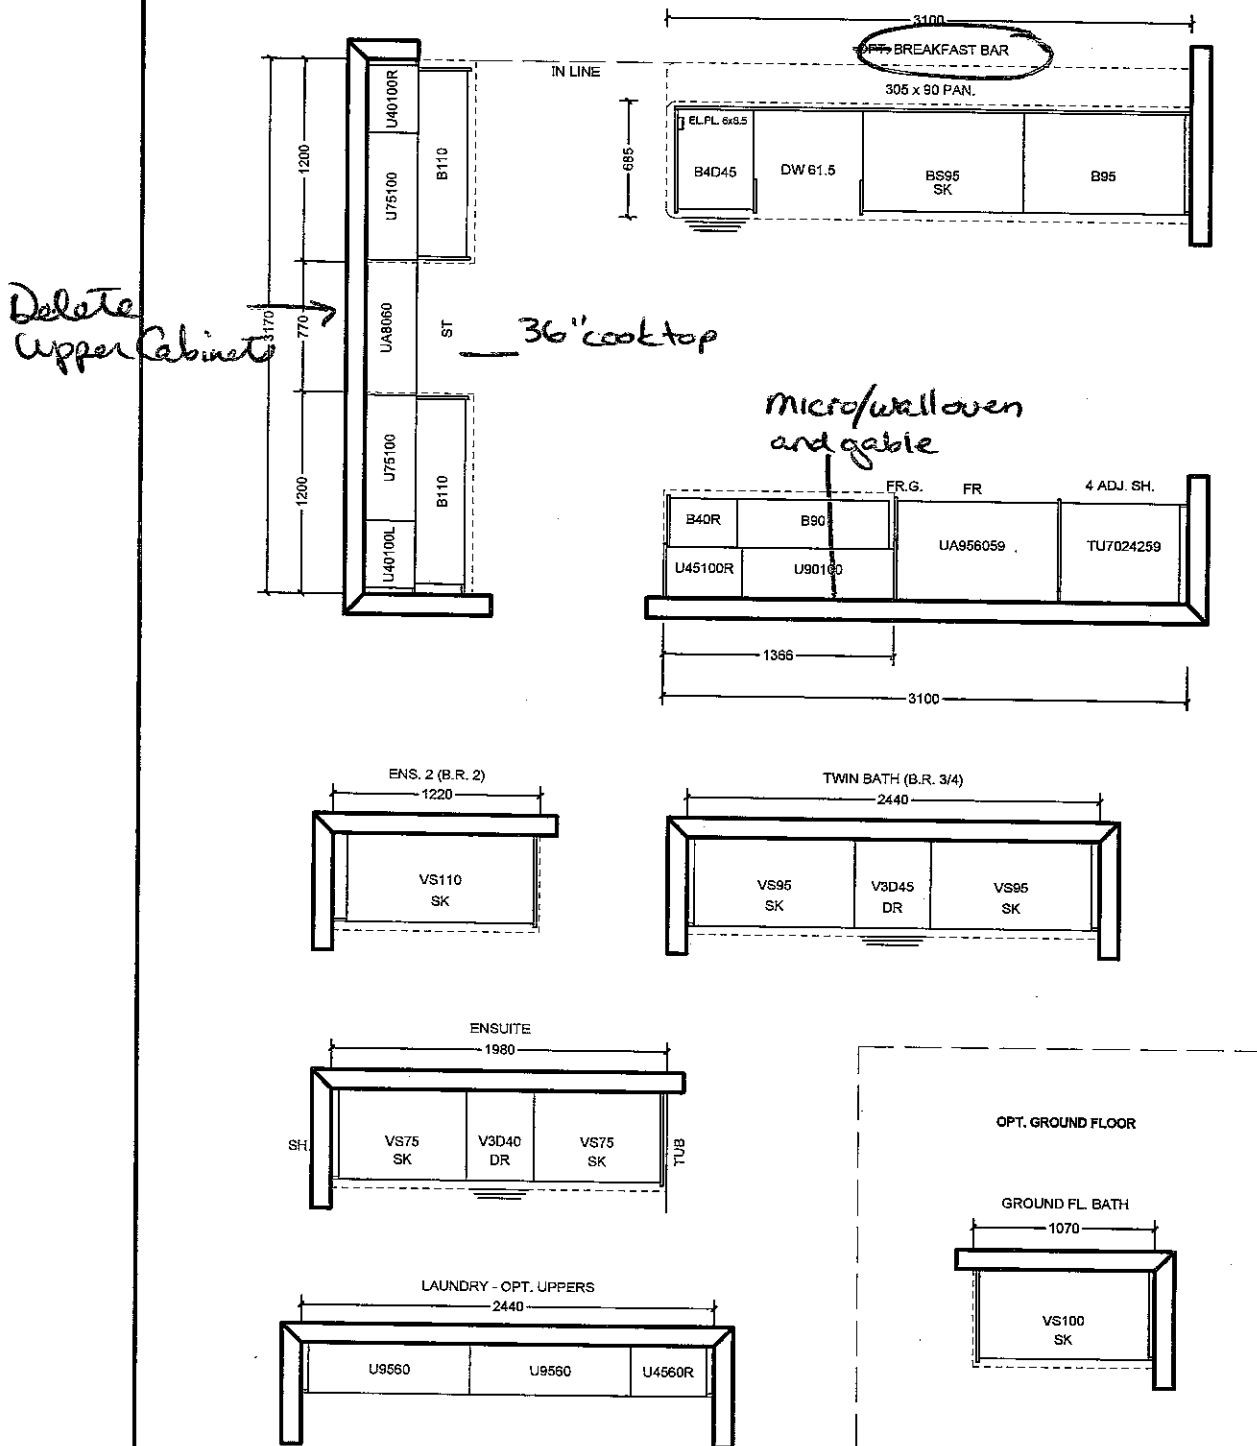 3100
OPT. BREAKFAST BAR
IN LINE
305 x 90 PAN.
EL.PL. 6x8.5
685
B4D45
DW 61.5
BS95
SK
B95
U40100R
B110
1200
U75100
Delete
Upper Cabinets
3170
770
UA8060
ST
36" cooktop
U75100
B110
1200
U40100L
Micro/wall oven
and gable
FR.G.
FR
4 ADJ. SH.
B40R
B90
UA956059
TU7024259
U45100R
U90100
1366
3100
ENS. 2 (B.R. 2)
1220
VS110
SK
TWIN BATH (B.R. 3/4)
2440
VS95
SK
V3D45
DR
VS95
SK
ENSUITE
1980
SH.
VS75
SK
V3D40
DR
VS75
SK
TUB
OPT. GROUND FLOOR
GROUND FL. BATH
1070
VS100
SK
LAUNDRY - OPT. UPPERS
2440
U9560
U9560
U4560R